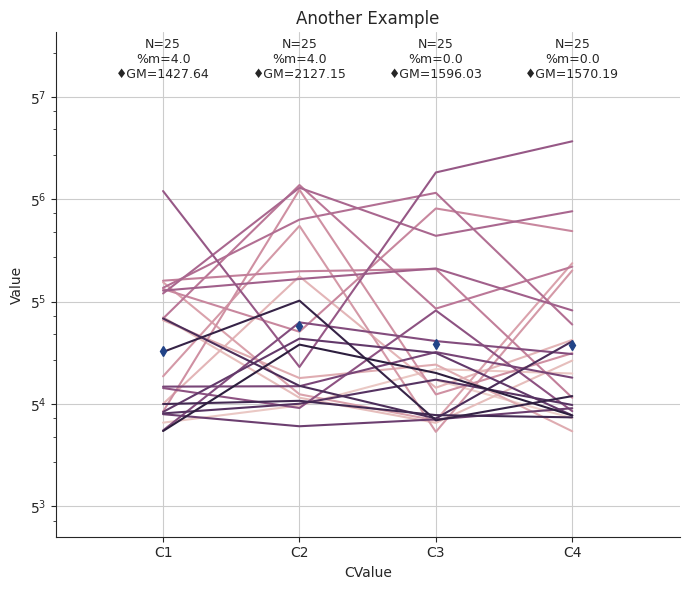 Another Example
N=25 N=25 N=25 N=25
%m=4.0 %m=4.0 %m=0.0 %m=0.0
♦GM=1427.64 ♦GM=2127.15 ♦GM=1596.03 ♦GM=1570.19
5⁷
5⁶
5⁵
5⁴
5³
Value
C1 C2 C3 C4
CValue